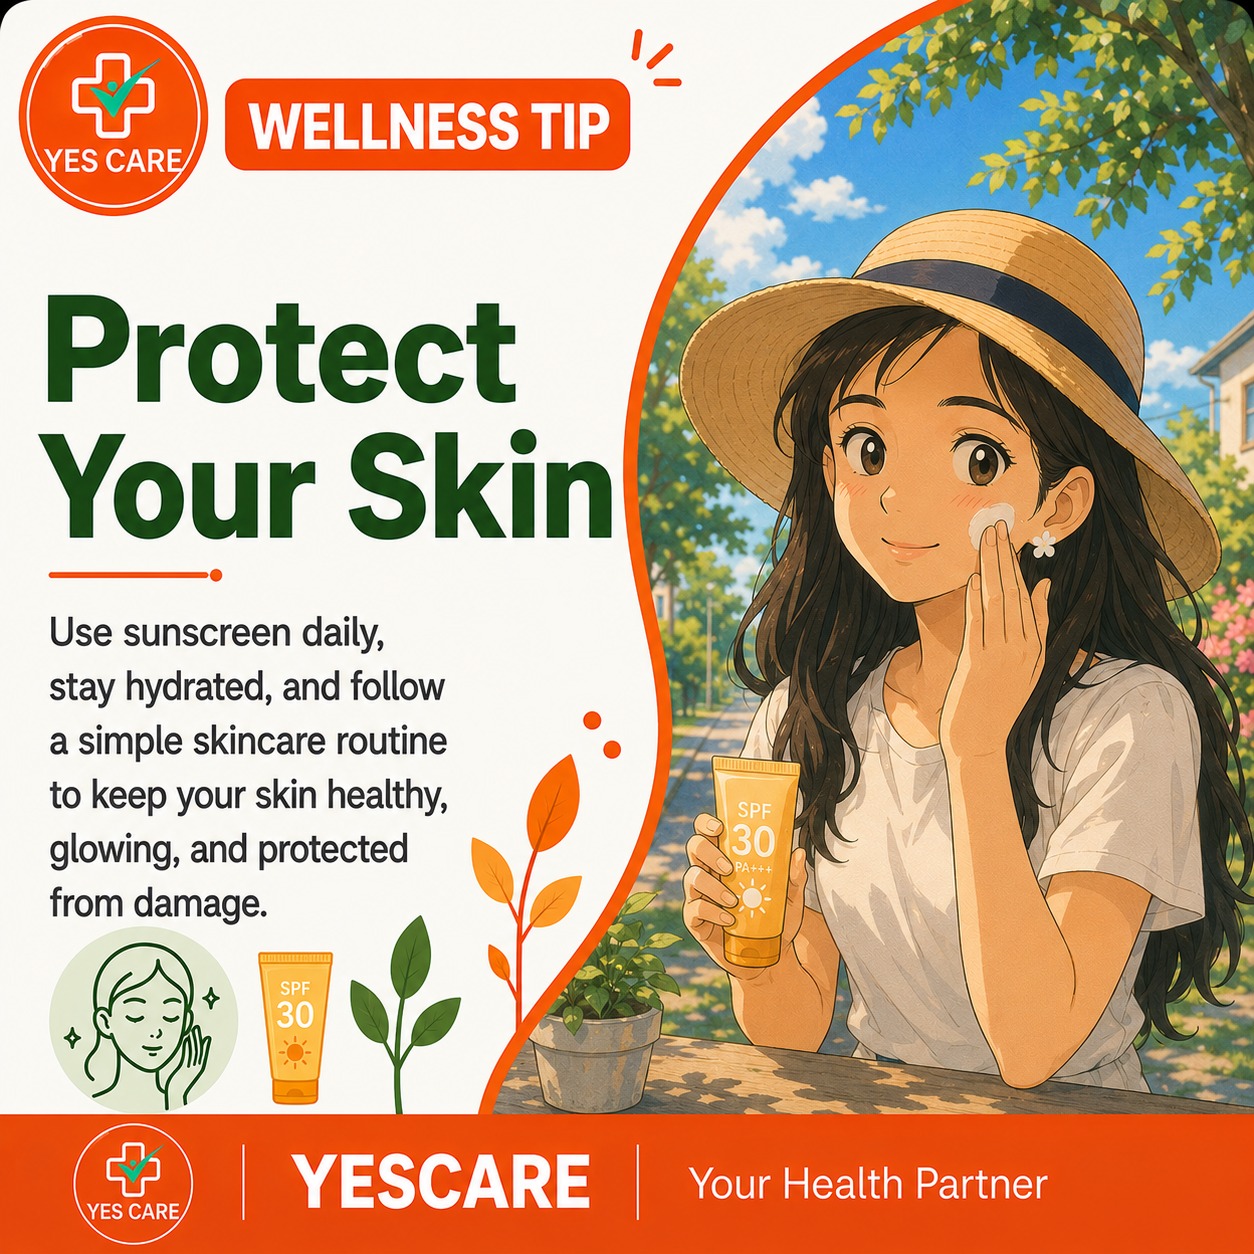 YES CARE
WELLNESS TIP
Protect
Your Skin
Use sunscreen daily,
stay hydrated, and follow
a simple skincare routine
to keep your skin healthy,
glowing, and protected
from damage.
SPF
30
SPF
30
PA+++
YES CARE
YESCARE
Your Health Partner